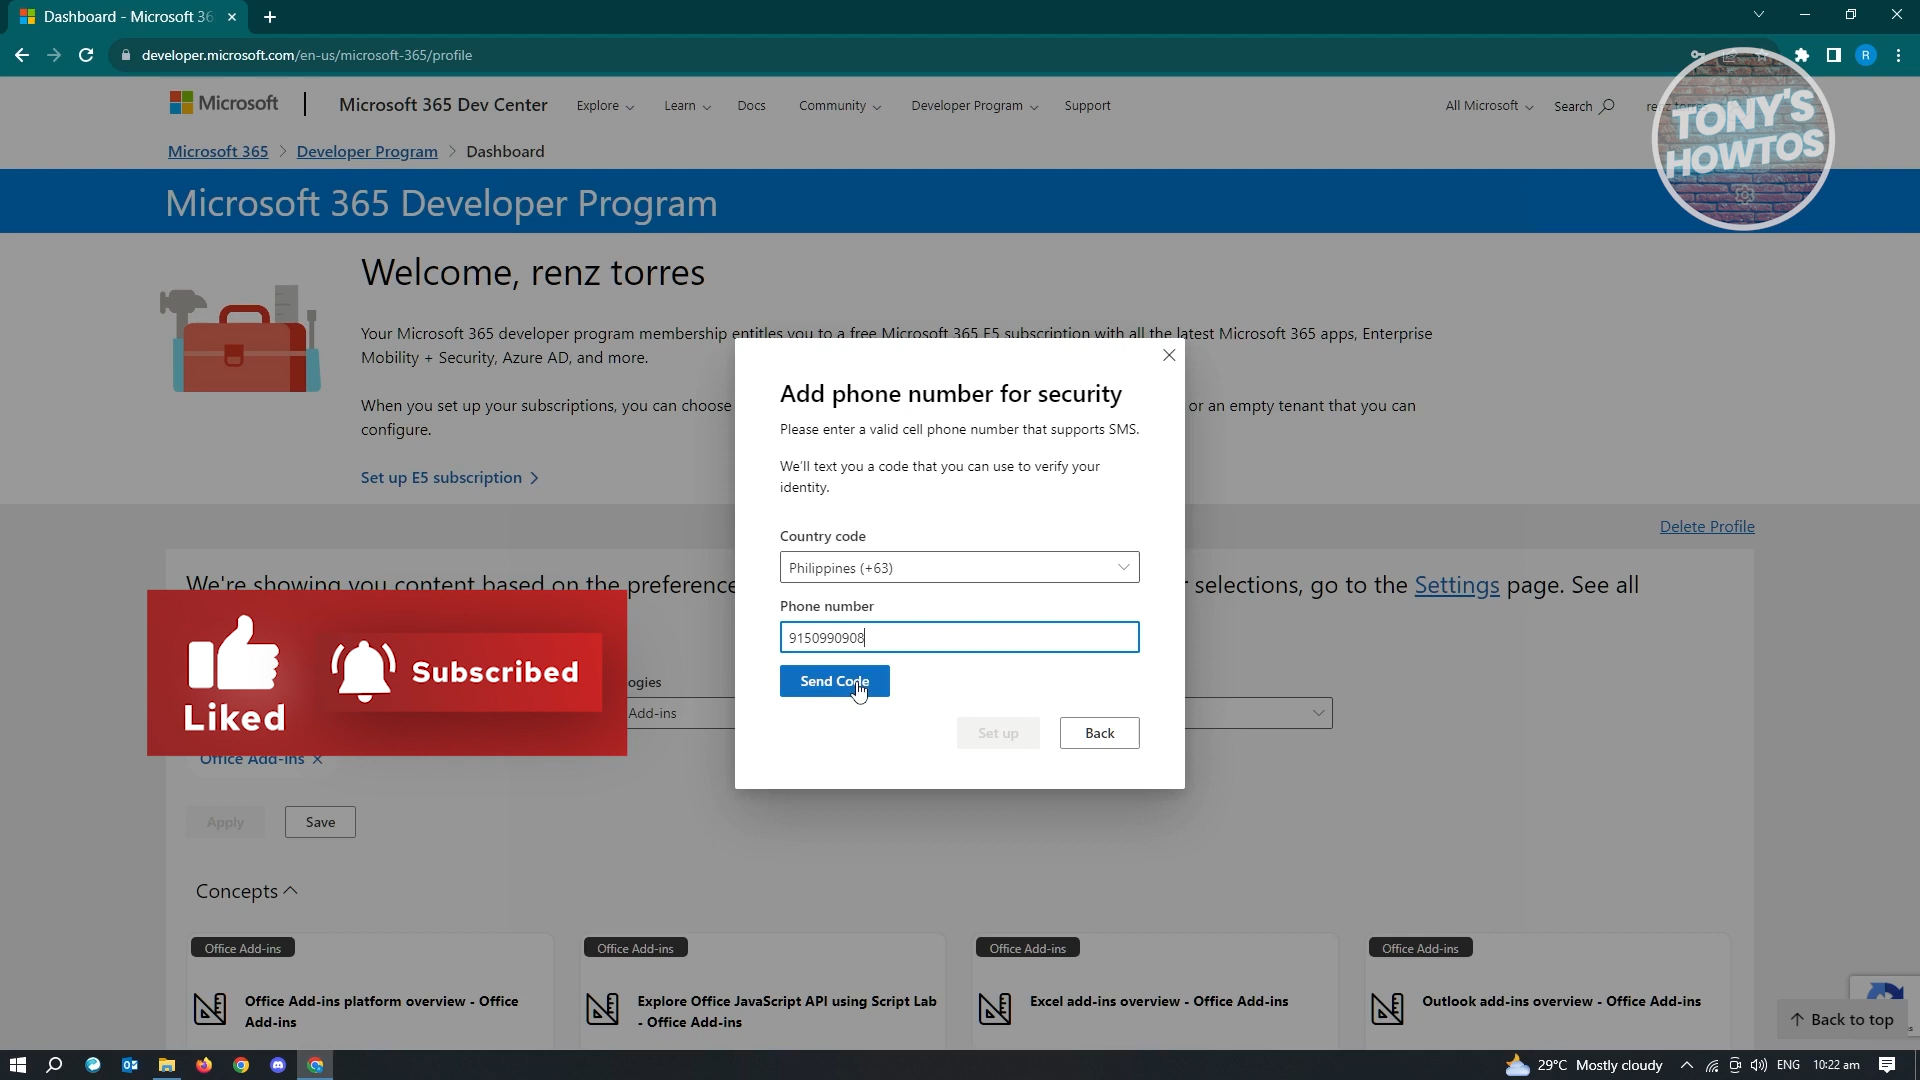 Dashboard - Microsoft 36
developer.microsoft.com/en-us/microsoft-365/profile
R
Microsoft
Microsoft 365 Dev Center
Explore
Learn
Docs
Community
Developer Program
Support
All Microsoft
Search
renz torres
TONY'S
HOWTOS
Microsoft 365 > Developer Program > Dashboard
Microsoft 365 Developer Program
Welcome, renz torres
Your Microsoft 365 developer program membership entitles you to a free Microsoft 365 E5 subscription with all the latest Microsoft 365 apps, Enterprise
Mobility + Security, Azure AD, and more.
When you set up your subscriptions, you can choose
or an empty tenant that you can
configure.
Set up E5 subscription >
Add phone number for security
Please enter a valid cell phone number that supports SMS.
We'll text you a code that you can use to verify your
identity.
Country code
Philippines (+63)
Phone number
9150990908
Send Code
Set up
Back
Delete Profile
We're showing you content based on the preference
selections, go to the Settings page. See all
Liked
Subscribed
ogies
Add-ins
Office Add-ins
Apply
Save
Concepts
Office Add-ins
Office Add-ins platform overview - Office
Add-ins
Office Add-ins
Explore Office JavaScript API using Script Lab
- Office Add-ins
Office Add-ins
Excel add-ins overview - Office Add-ins
Office Add-ins
Outlook add-ins overview - Office Add-ins
Back to top
29°C Mostly cloudy
ENG
10:22 am